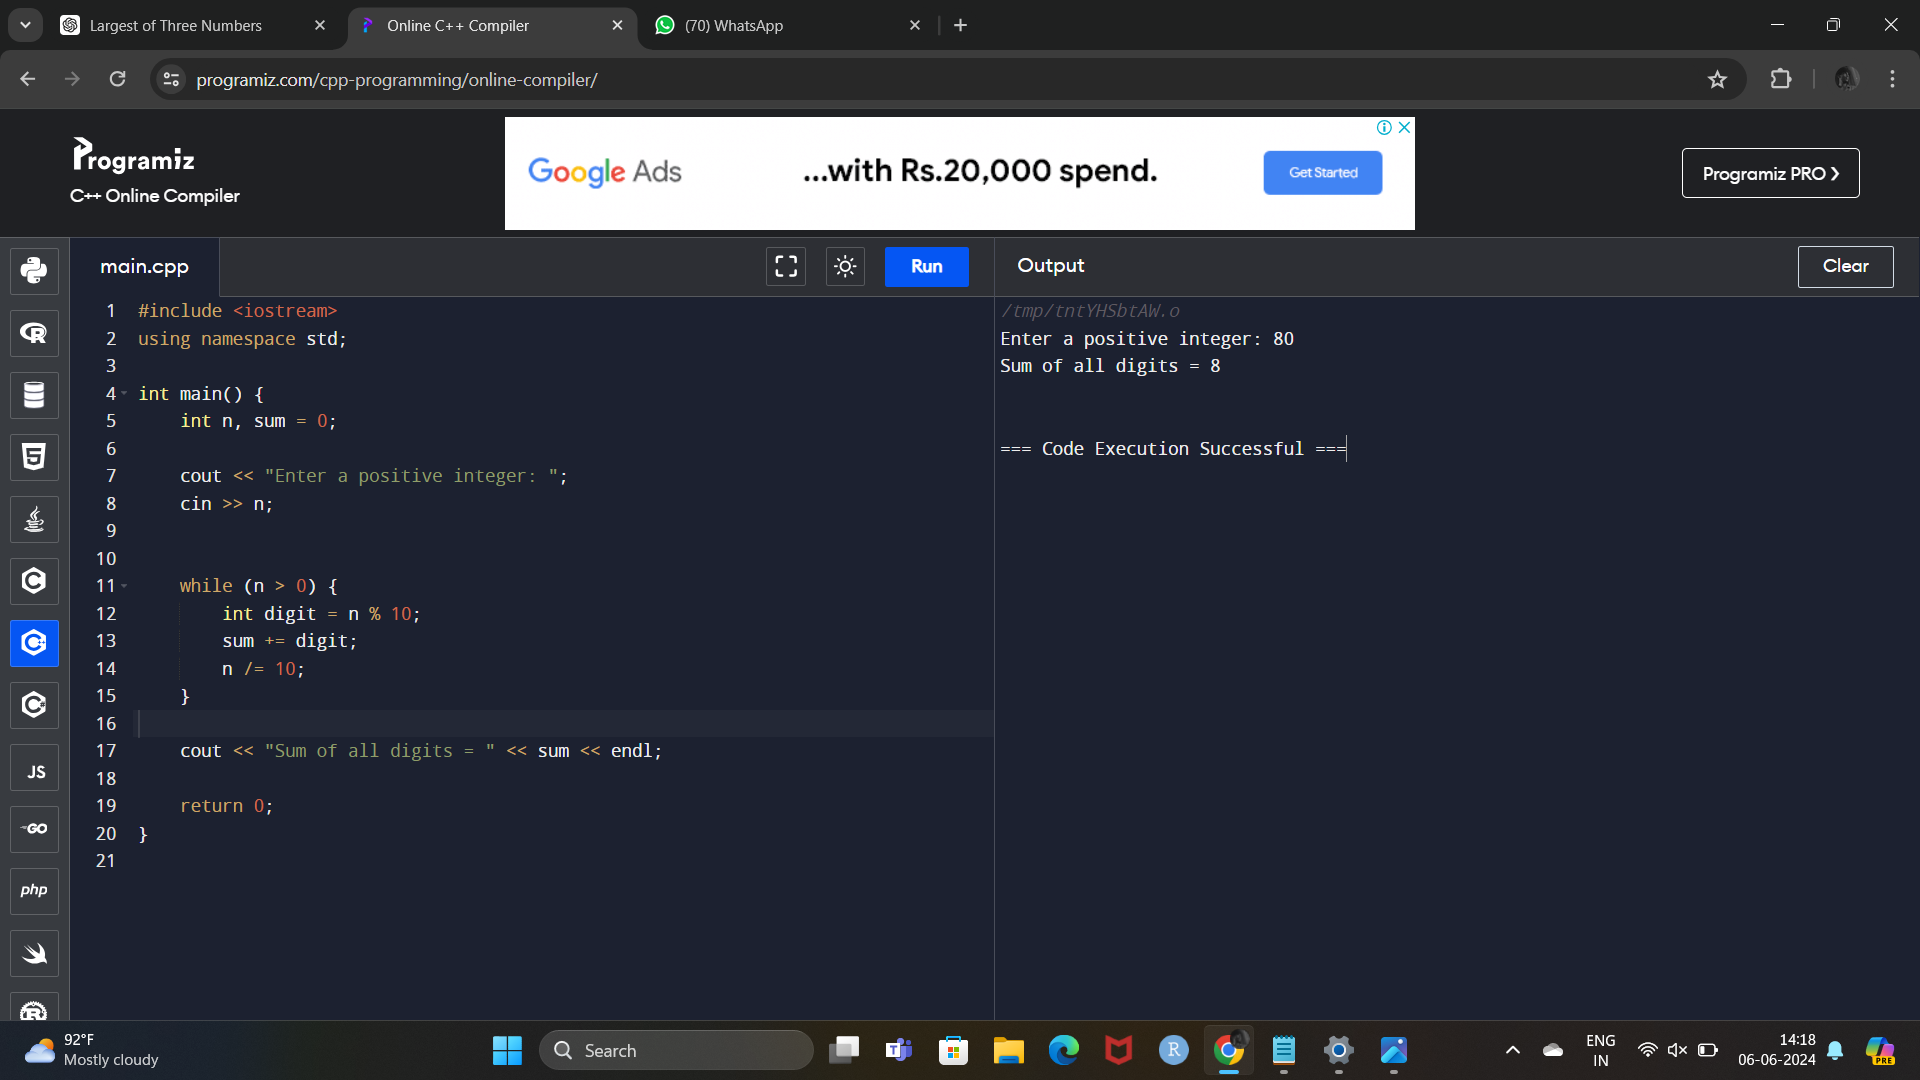 Largest of Three Numbers
Online C++ Compiler
(70) WhatsApp
programiz.com/cpp-programming/online-compiler/
Programiz
C++ Online Compiler
Google Ads
...with Rs.20,000 spend.
Get Started
Programiz PRO ❯
main.cpp
Run
Output
Clear
1 #include <iostream>
2 using namespace std;
3
4 int main() {
5     int n, sum = 0;
6
7     cout << "Enter a positive integer: ";
8     cin >> n;
9
10
11     while (n > 0) {
12         int digit = n % 10;
13         sum += digit;
14         n /= 10;
15     }
16
17     cout << "Sum of all digits = " << sum << endl;
18
19     return 0;
20 }
21
/tmp/tntYHSbtAW.o
Enter a positive integer: 80
Sum of all digits = 8
=== Code Execution Successful ===
R
5
C
C++
C#
JS
GO
php
R
92°F
Mostly cloudy
Search
T
R
ENG
IN
14:18
06-06-2024
PRE